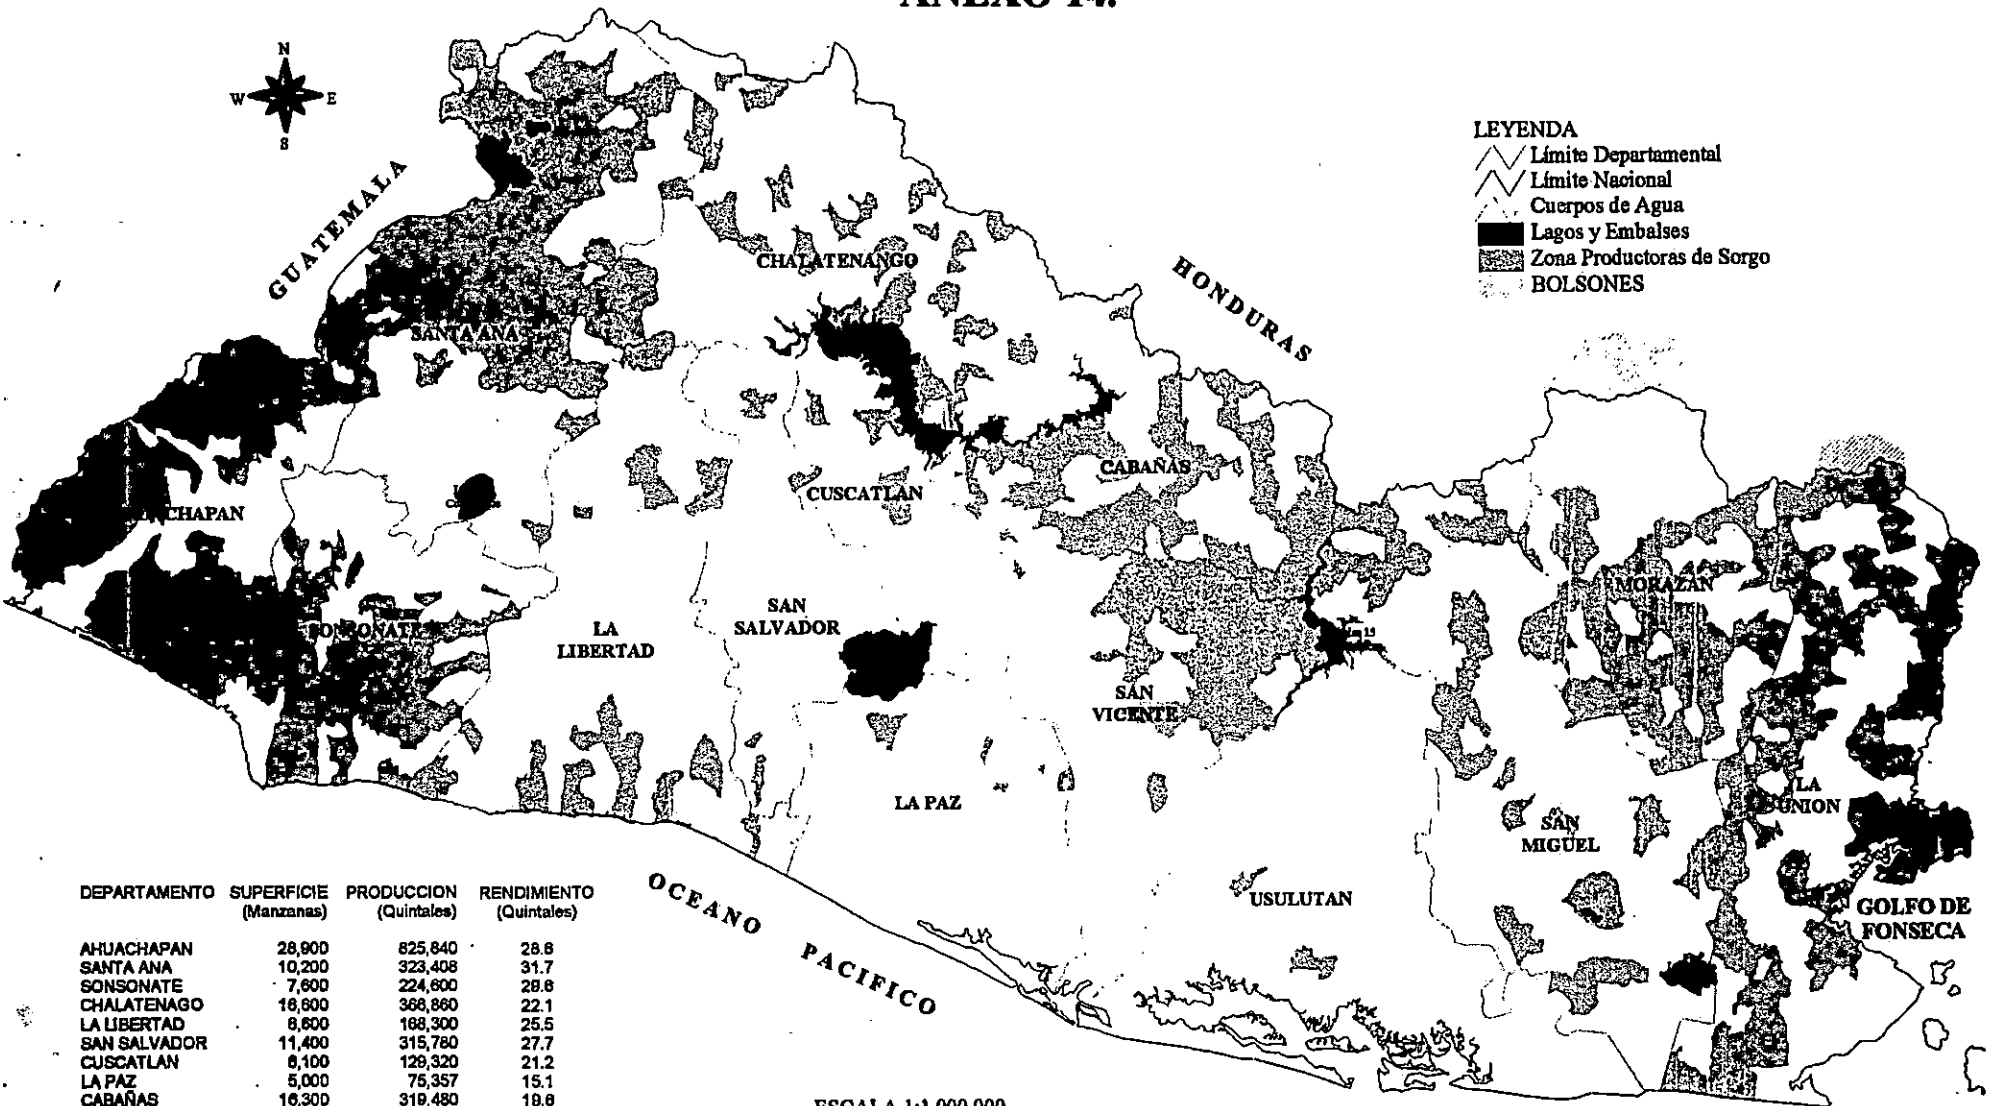 ANEXO 14.
N
W E
S
GUATEMALA
HONDURAS
LEYENDA
Límite Departamental
Límite Nacional
Cuerpos de Agua
Lagos y Embalses
Zona Productoras de Sorgo
BOLSONES
CHALATENANGO
SANTA ANA
CABAÑAS
CUSCATLAN
CHAPAN
MORAZAN
SAN
SALVADOR
SONSONATE
LA
LIBERTAD
SAN
VICENTE
LA PAZ
LA
UNION
SAN
MIGUEL
USULUTAN
GOLFO DE
FONSECA
OCEANO PACIFICO
DEPARTAMENTO SUPERFICIE PRODUCCION RENDIMIENTO
(Manzanas) (Quintales) (Quintales)
AHUACHAPAN 28,900 825,840 28.6
SANTA ANA 10,200 323,408 31.7
SONSONATE 7,600 224,600 29.6
CHALATENAGO 16,600 366,860 22.1
LA LIBERTAD 6,600 168,300 25.5
SAN SALVADOR 11,400 315,780 27.7
CUSCATLAN 6,100 129,320 21.2
LA PAZ 5,000 75,357 15.1
CABAÑAS 16,300 319,480 19.6
ESCALA 1:1,000,000